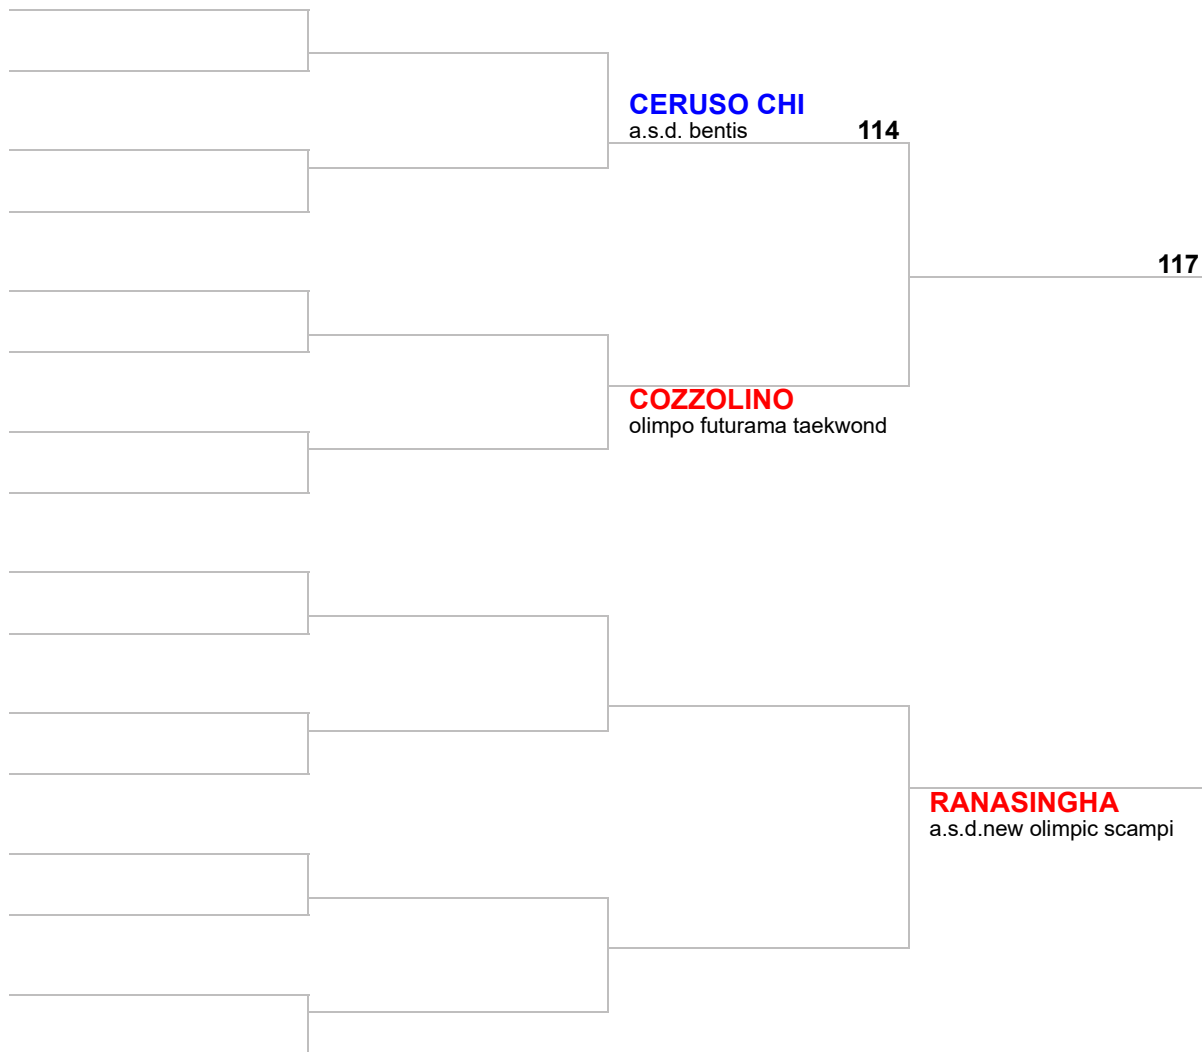 CERUSO CHI
a.s.d. bentis
114
117
COZZOLINO
olimpo futurama taekwond
RANASINGHA
a.s.d.new olimpic scampi